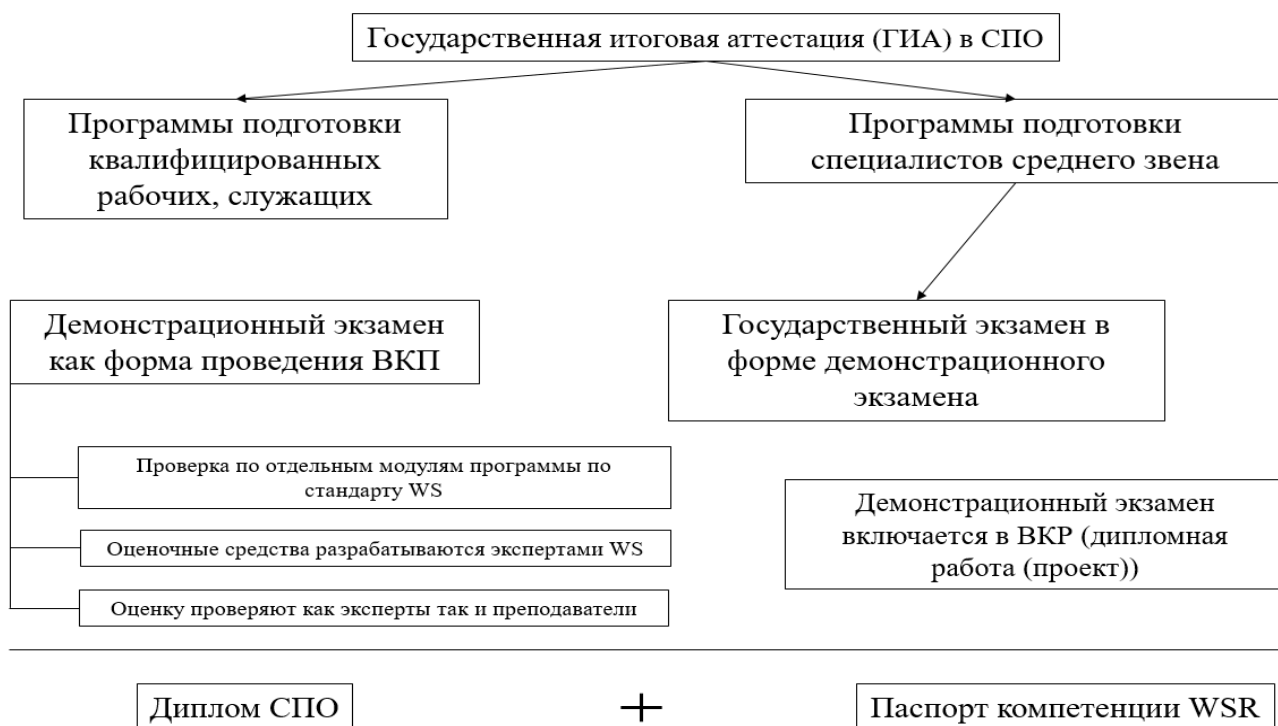 Государственная итоговая аттестация (ГИА) в СПО
Программы подготовки
квалифицированных
рабочих, служащих
Программы подготовки
специалистов среднего звена
Демонстрационный экзамен
как форма проведения ВКП
Государственный экзамен в
форме демонстрационного
экзамена
Проверка по отдельным модулям программы по
стандарту WS
Оценочные средства разрабатываются экспертами WS
Оценку проверяют как эксперты так и преподаватели
Демонстрационный экзамен
включается в ВКР (дипломная
работа (проект))
Диплом СПО
+
Паспорт компетенции WSR